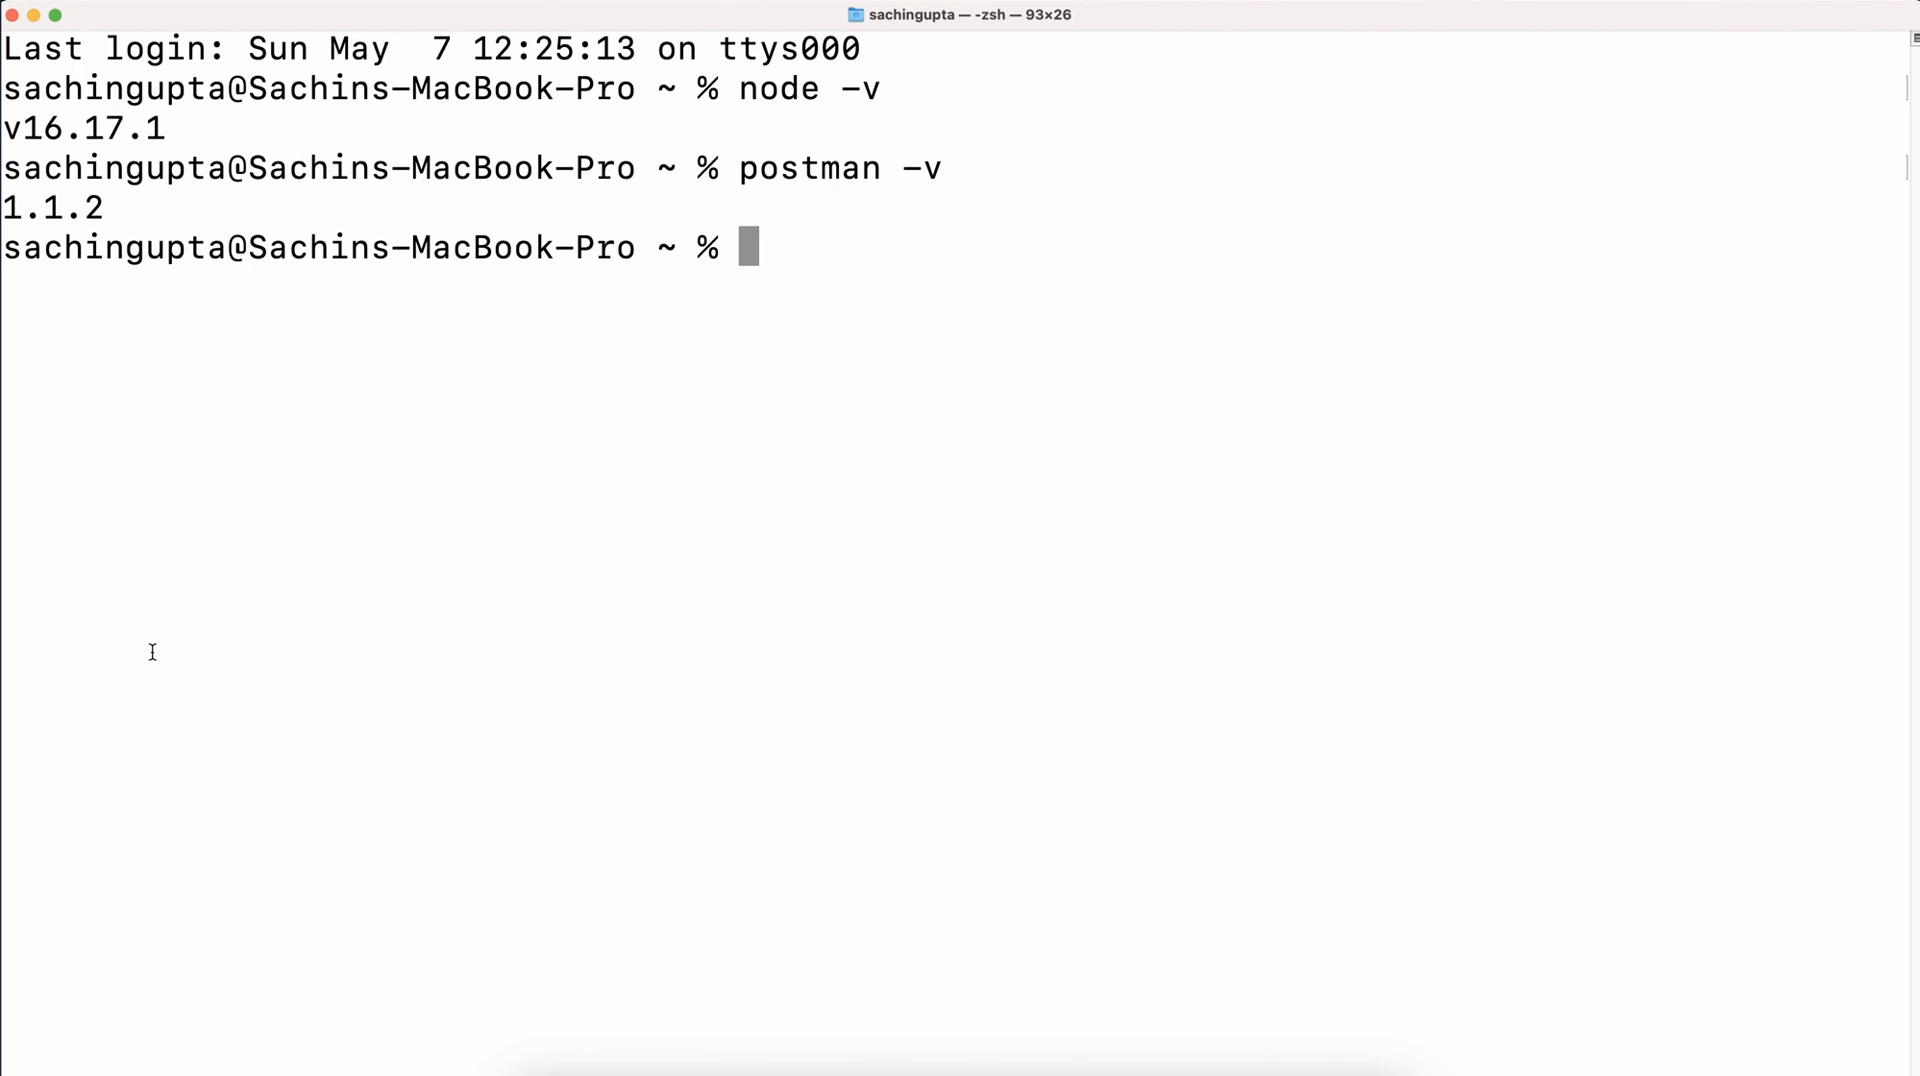 sachingupta — -zsh — 93×26
Last login: Sun May  7 12:25:13 on ttys000
sachingupta@Sachins-MacBook-Pro ~ % node -v
v16.17.1
sachingupta@Sachins-MacBook-Pro ~ % postman -v
1.1.2
sachingupta@Sachins-MacBook-Pro ~ %